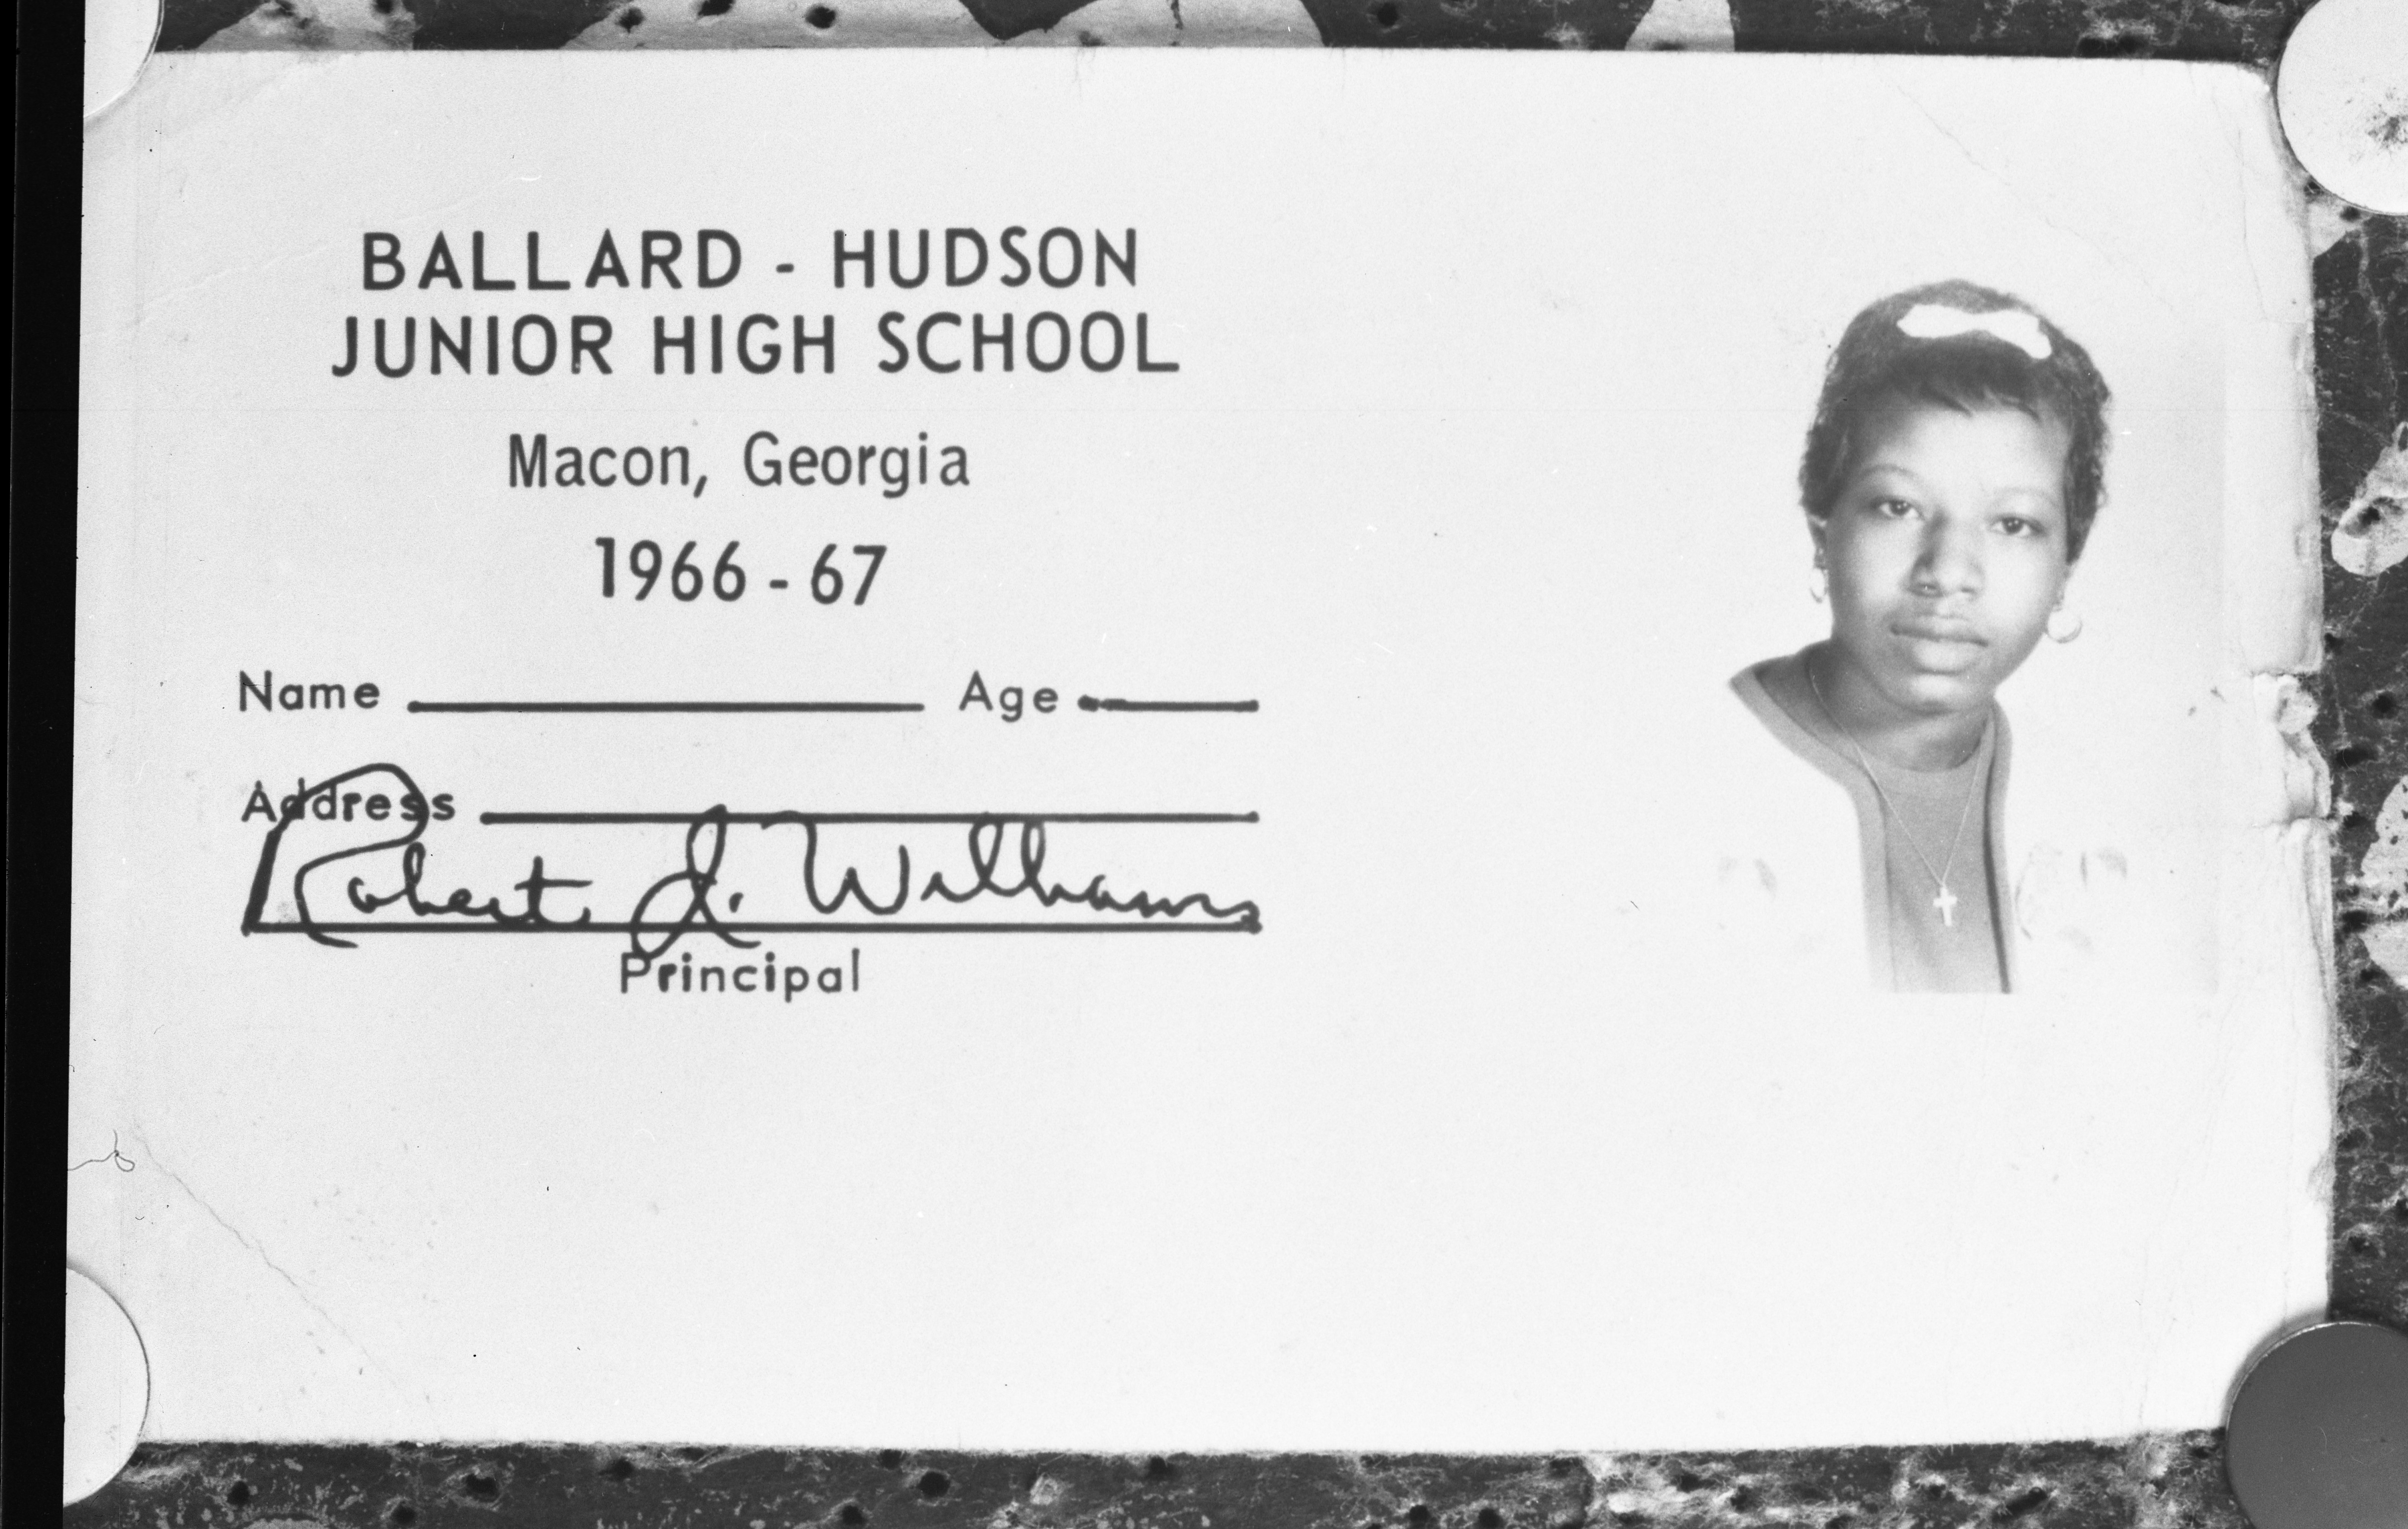 BALLARD - HUDSON
JUNIOR HIGH SCHOOL
Macon, Georgia
1966 - 67
Name Age
Address
Robert J. Williams
Principal